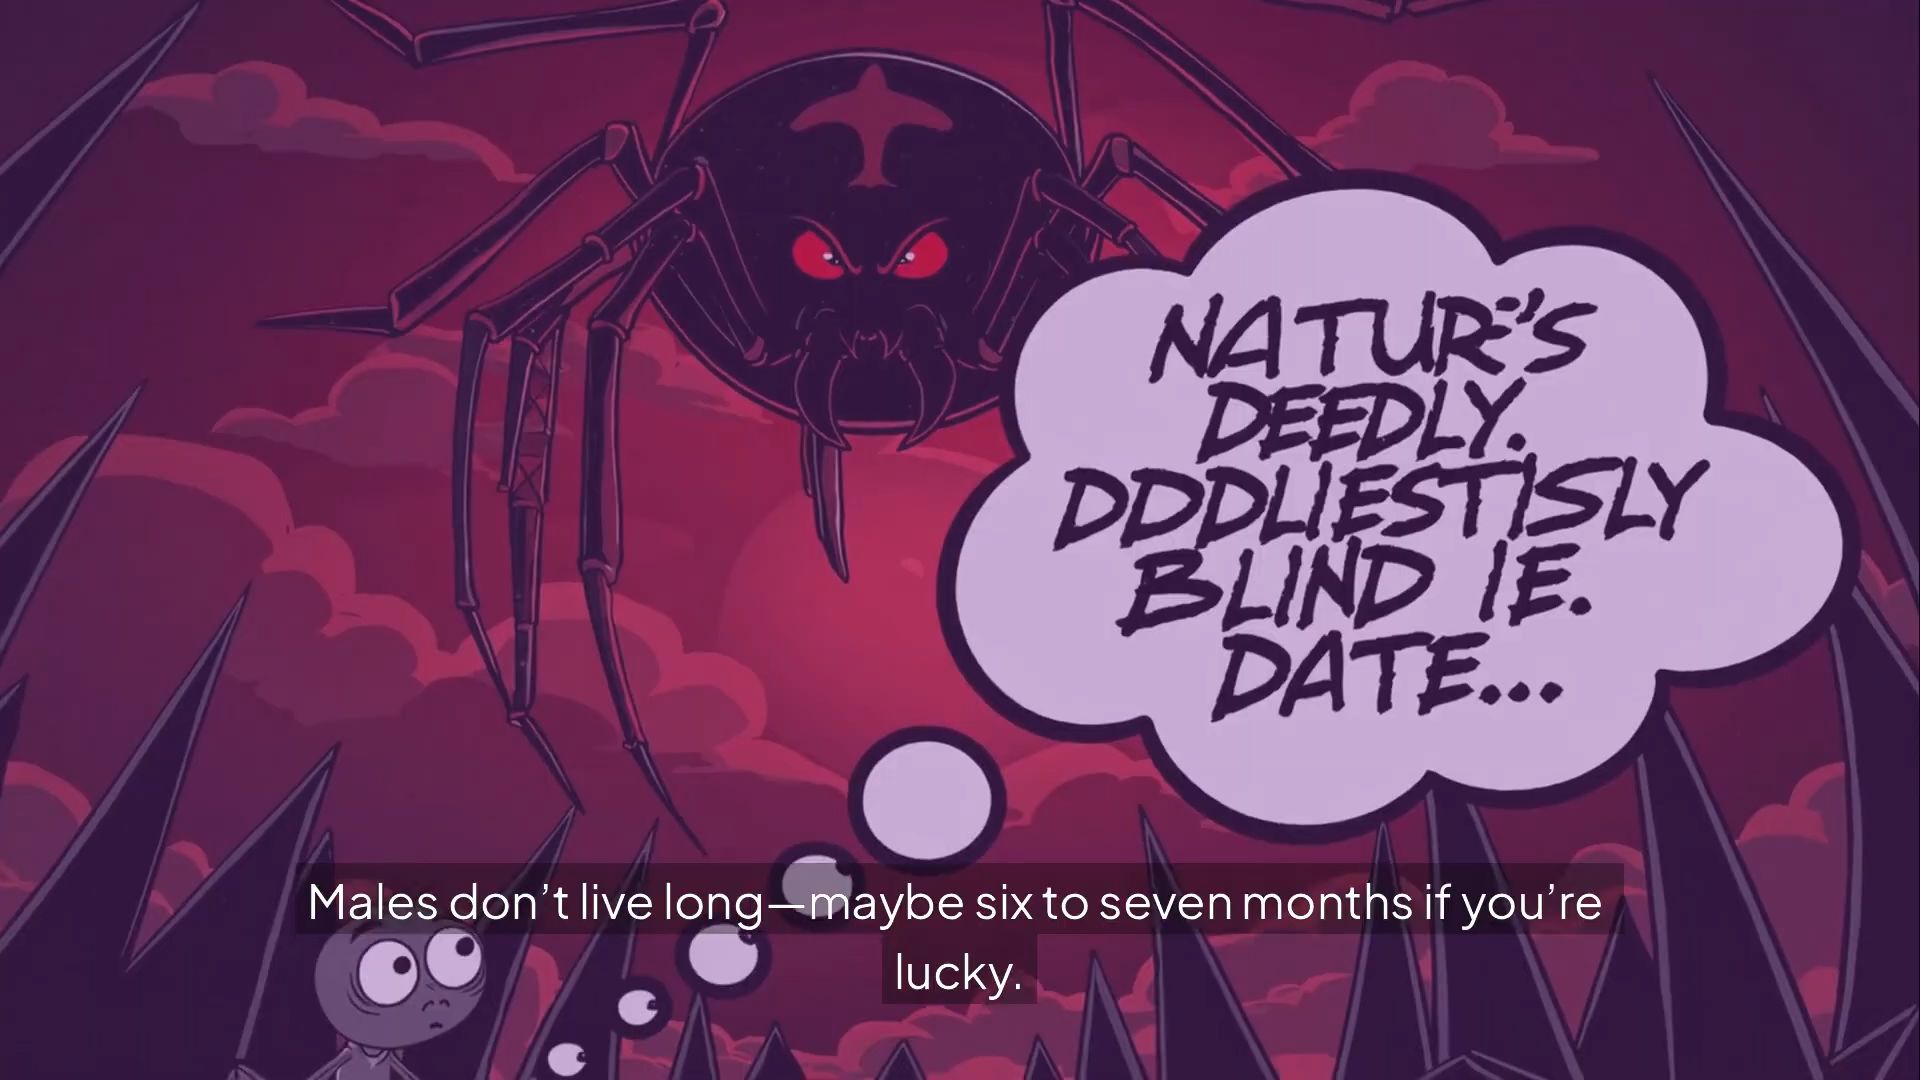 NATUR'S
DEEDLY.
DDDLIESTISLY
BLIND IE.
DATE...
Males don’t live long—maybe six to seven months if you’re
lucky.